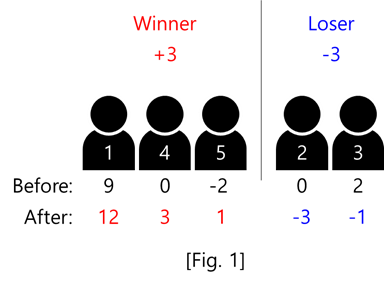 Winner Loser
+3 -3
1 4 5 2 3
Before: 9 0 -2 0 2
After: 12 3 1 -3 -1
[Fig. 1]